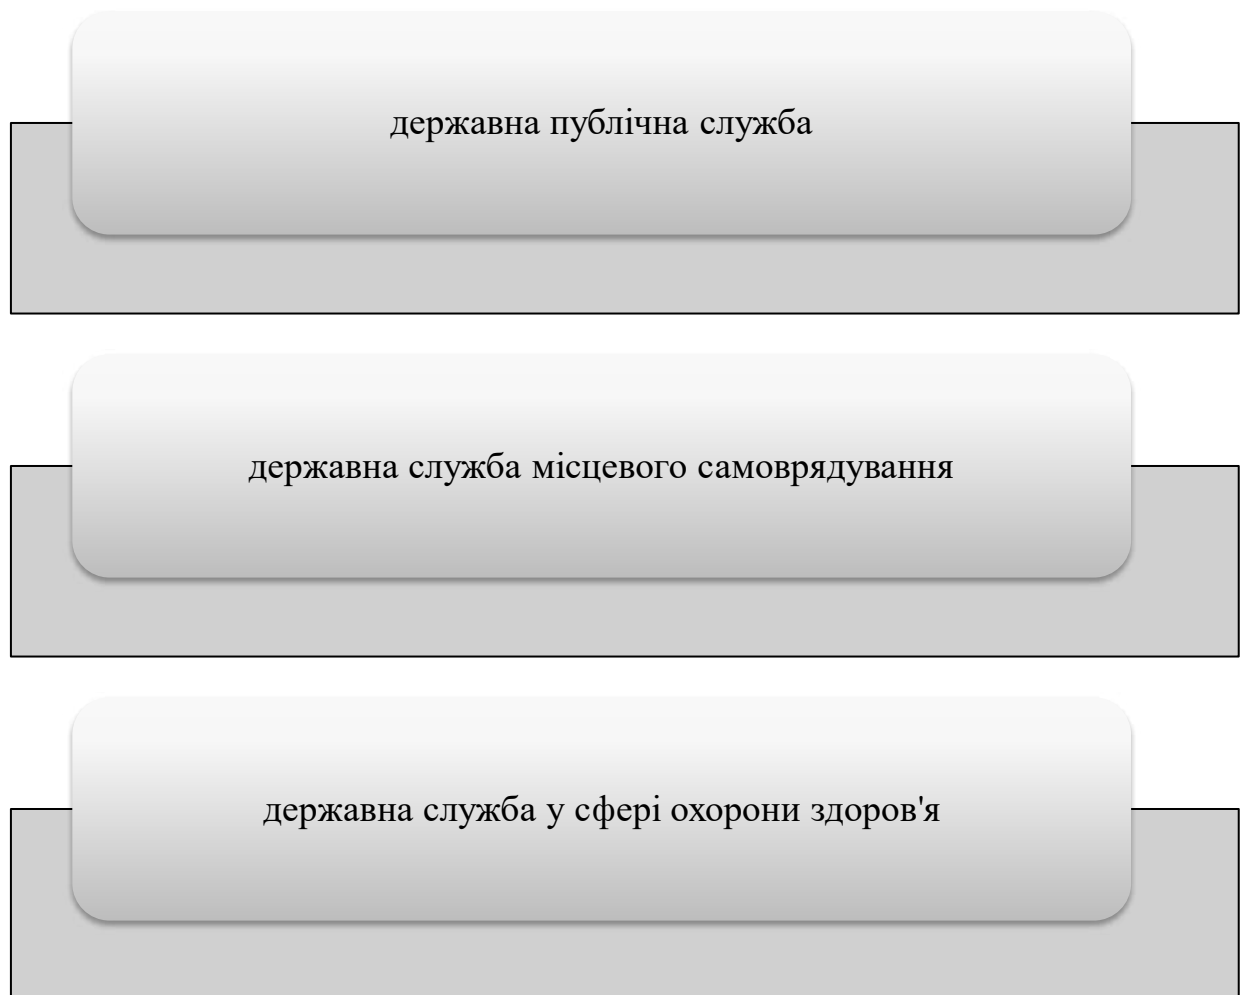 державна публічна служба
державна служба місцевого самоврядування
державна служба у сфері охорони здоров'я